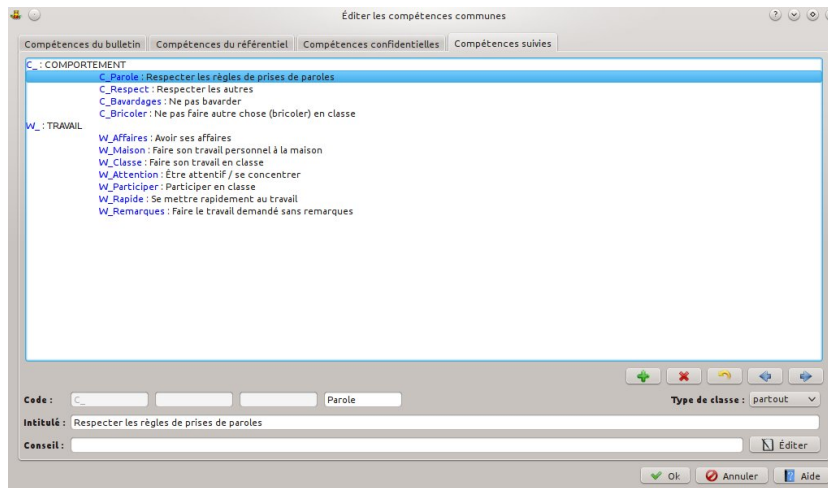 Éditer les compétences communes
Compétences du bulletin Compétences du référentiel Compétences confidentielles Compétences suivies
C_ : COMPORTEMENT
C_Parole : Respecter les règles de prises de paroles
C_Respect : Respecter les autres
C_Bavardages : Ne pas bavarder
C_Bricoler : Ne pas faire autre chose (bricoler) en classe
W_ : TRAVAIL
W_Affaires : Avoir ses affaires
W_Maison : Faire son travail personnel à la maison
W_Classe : Faire son travail en classe
W_Attention : Être attentif / se concentrer
W_Participer : Participer en classe
W_Rapide : Se mettre rapidement au travail
W_Remarques : Faire le travail demandé sans remarques
Code : C_ Parole Type de classe : partout
Intitulé : Respecter les règles de prises de paroles
Conseil : Éditer
Ok Annuler Aide